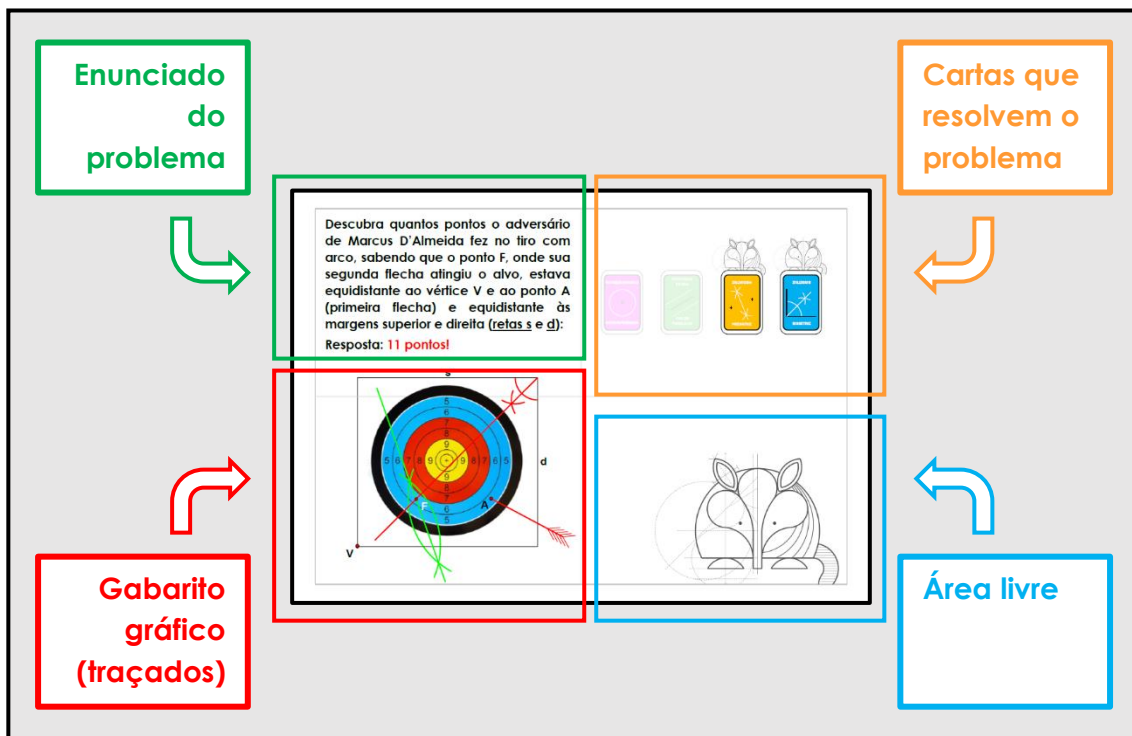 Enunciado
do
problema
Cartas que
resolvem o
problema
Descubra quantos pontos o adversário
de Marcus D'Almeida fez no tiro com
arco, sabendo que o ponto F, onde sua
segunda flecha atingiu o alvo, estava
equidistante ao vértice V e ao ponto A
(primeira flecha) e equidistante às
margens superior e direita (retas s e d):
Resposta: 11 pontos!
s
5
6
7
8
9
5 6 7 8 9 9 8 7 6 5
d
9
8
7
6
5
F
A
V
Gabarito
gráfico
(traçados)
Área livre